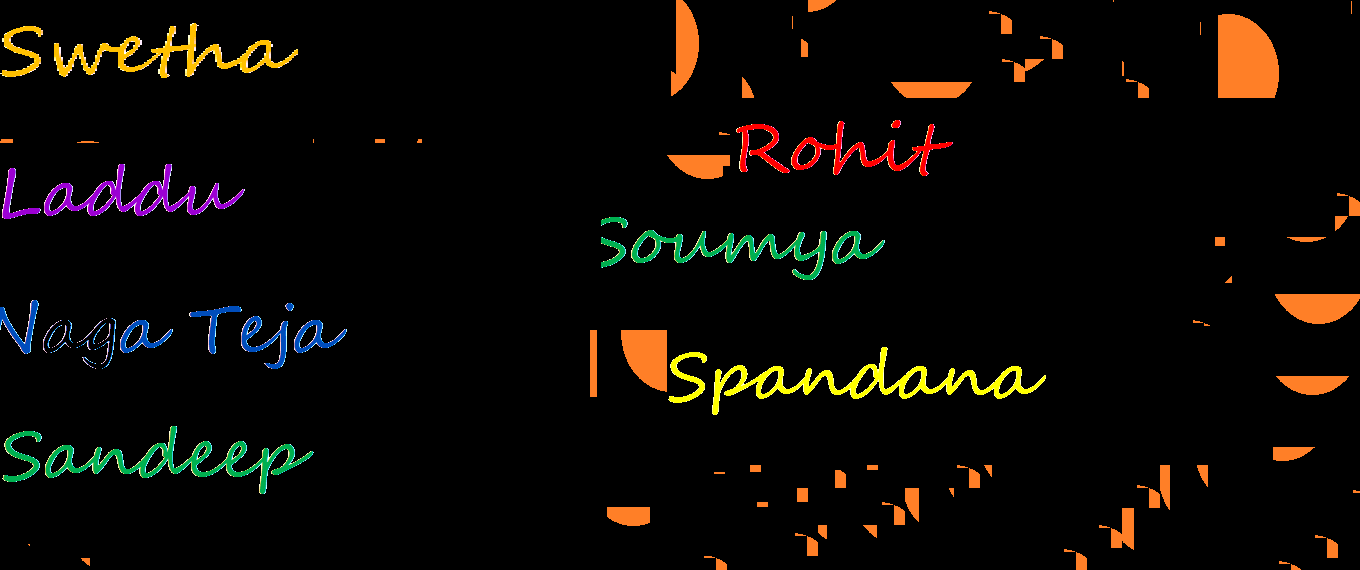 Swetha
Laddu
Naga Teja
Sandeep
Rohit
Soumya
Spandana